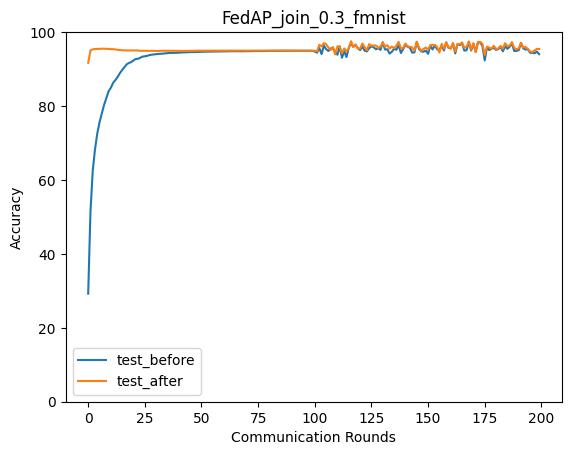 FedAP_join_0.3_fmnist
Accuracy
100
80
60
40
20
0
test_before
test_after
0 25 50 75 100 125 150 175 200
Communication Rounds